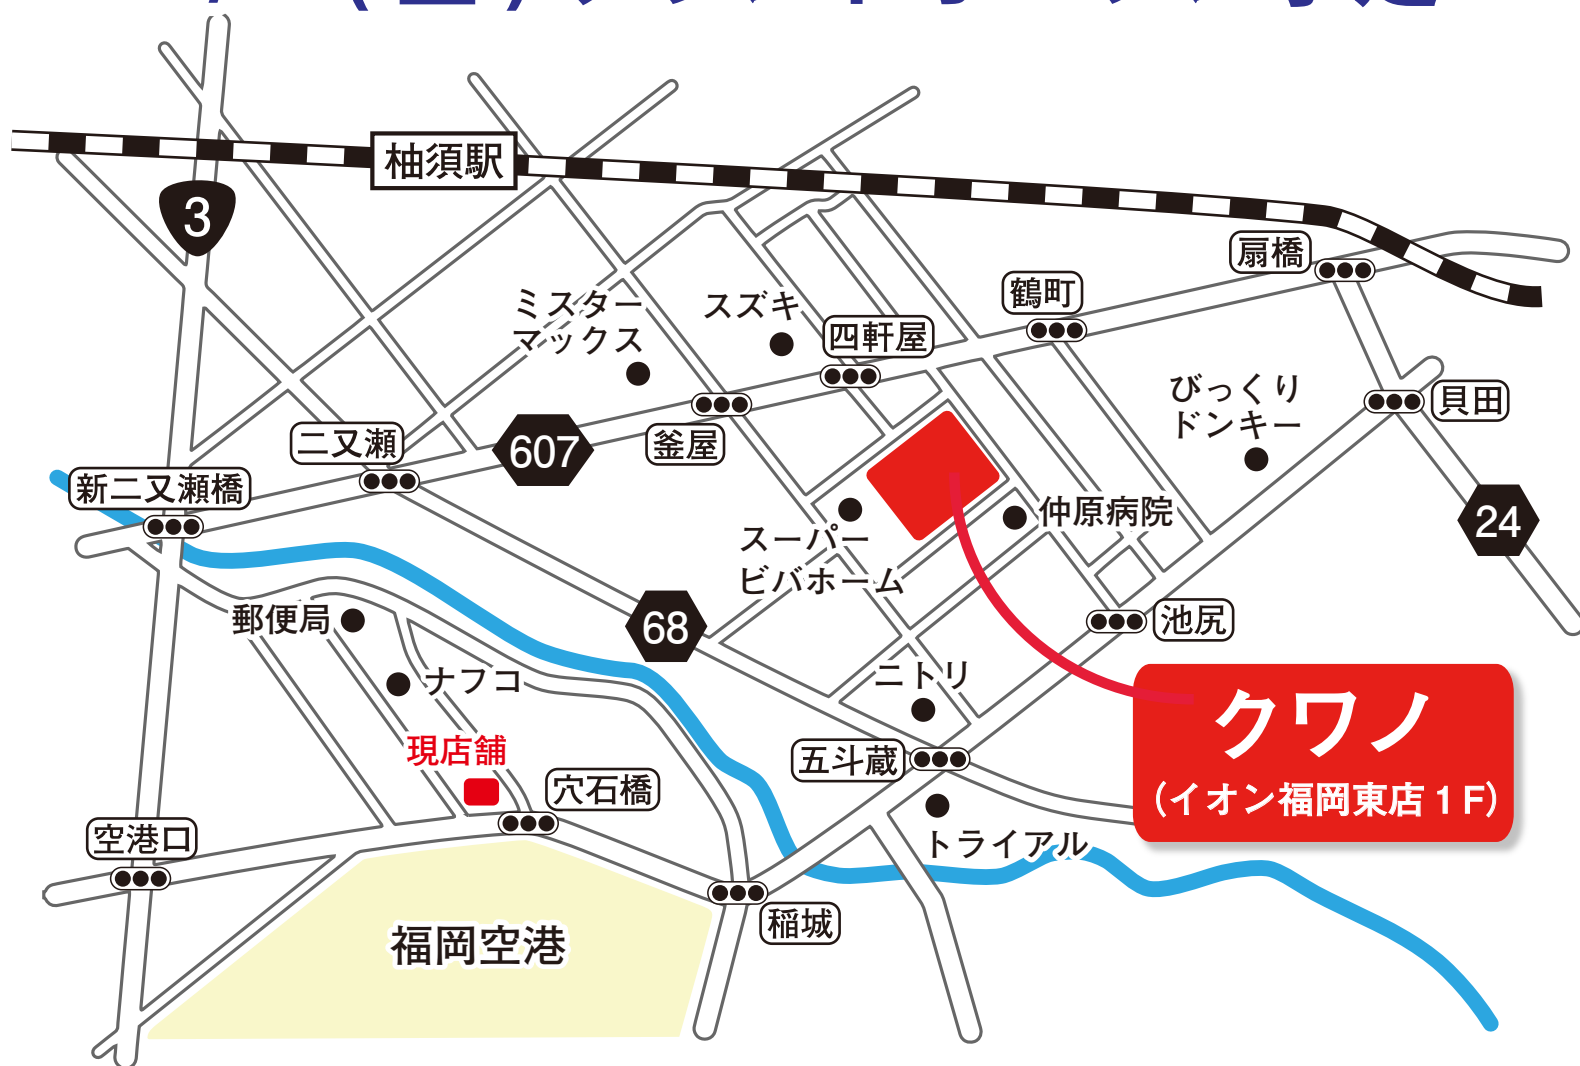 柚須駅
3
扇橋
鶴町
ミスター
マックス
スズキ
四軒屋
びっくり
ドンキー
貝田
二又瀬
607
釜屋
新二又瀬橋
仲原病院
24
スーパー
ビバホーム
郵便局
68
池尻
ナフコ
ニトリ
クワノ
(イオン福岡東店1F)
現店舗
五斗蔵
穴石橋
空港口
トライアル
稲城
福岡空港